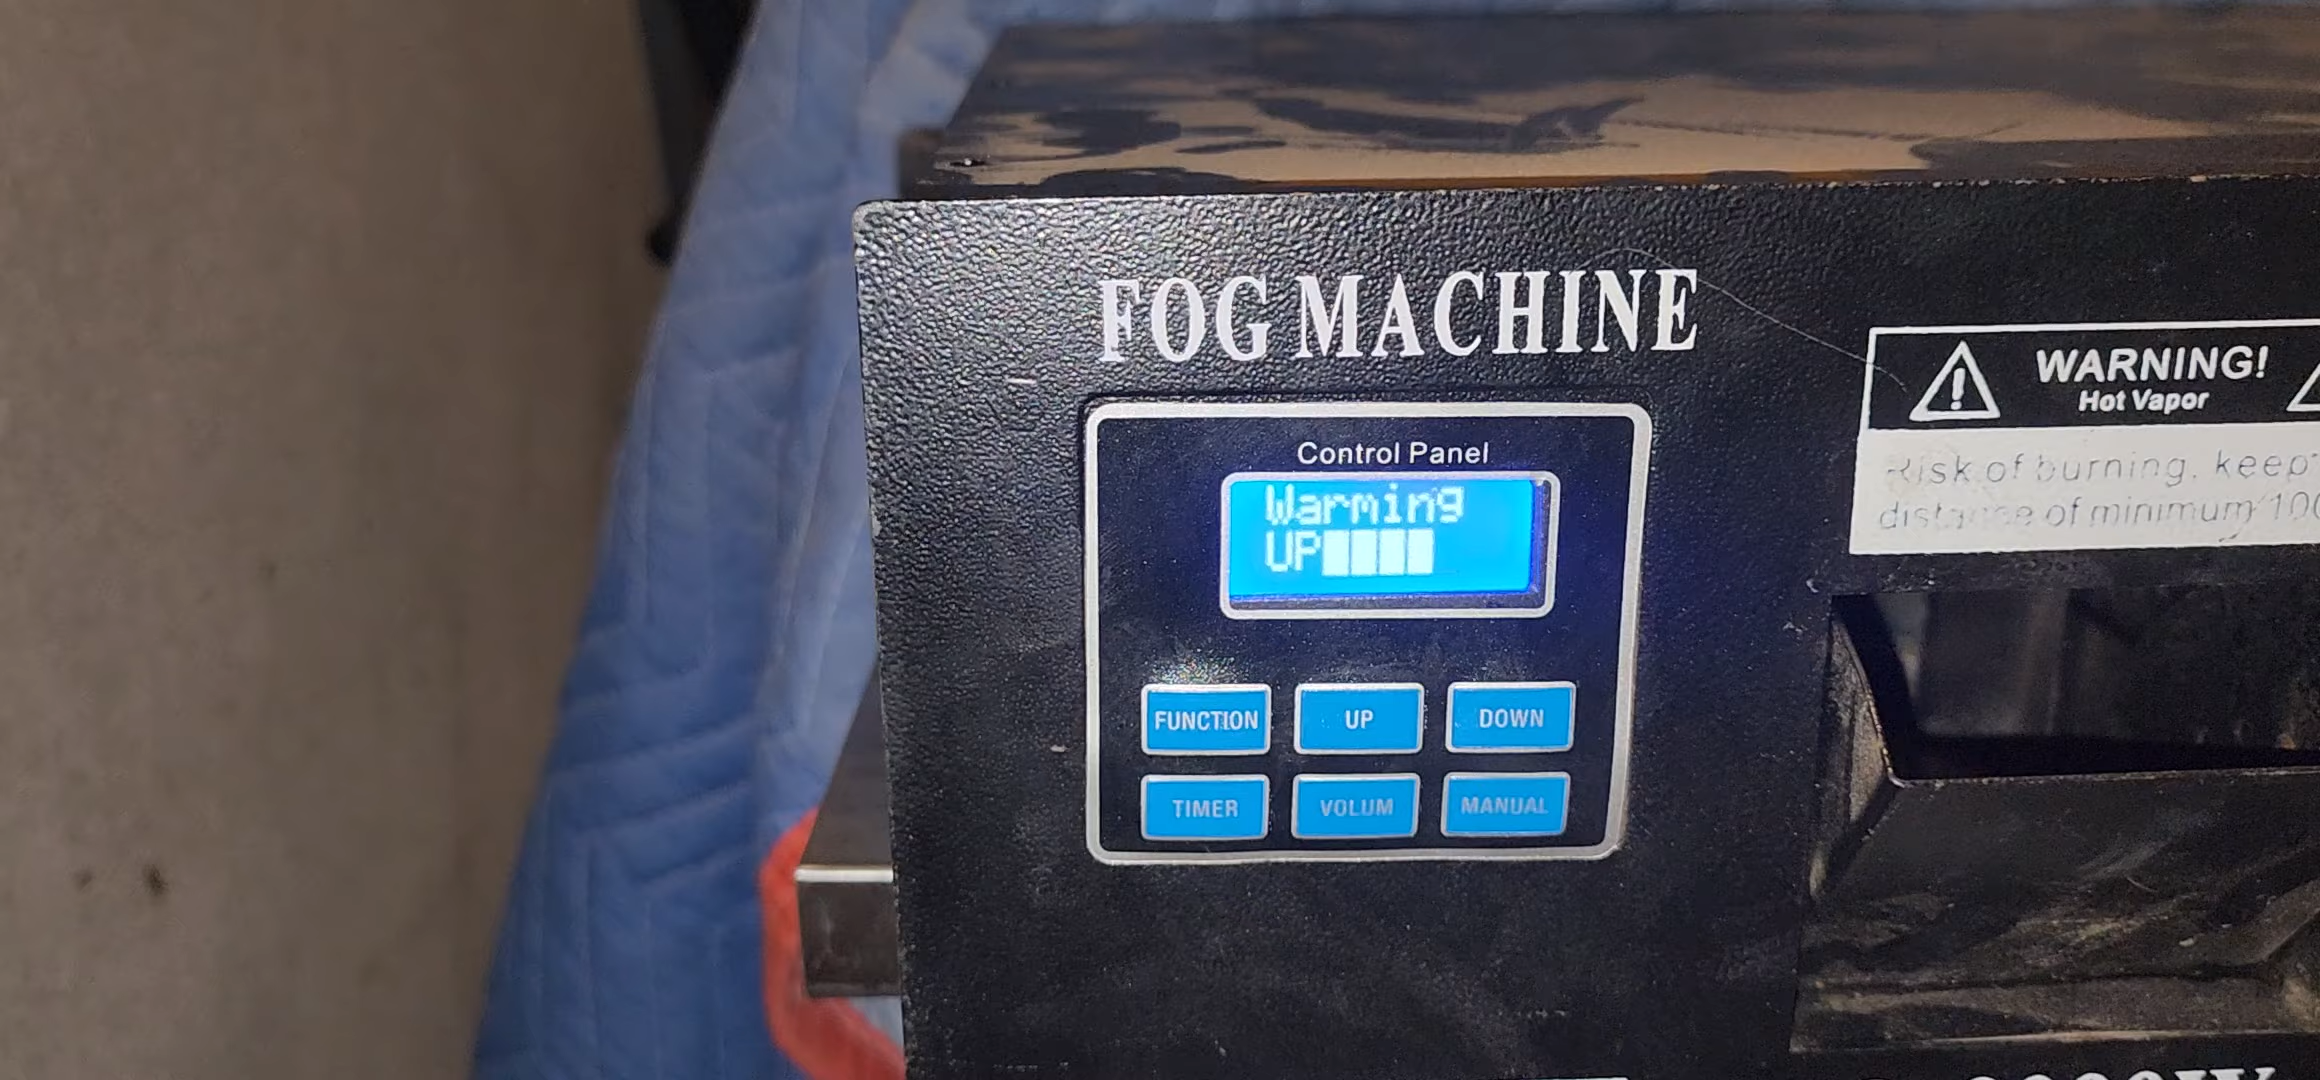 FOG MACHINE
Control Panel
Warming
UP
FUNCTION UP DOWN
TIMER VOLUM MANUAL
WARNING!
Hot Vapor
Risk of burning. keep
distance of minimum 100